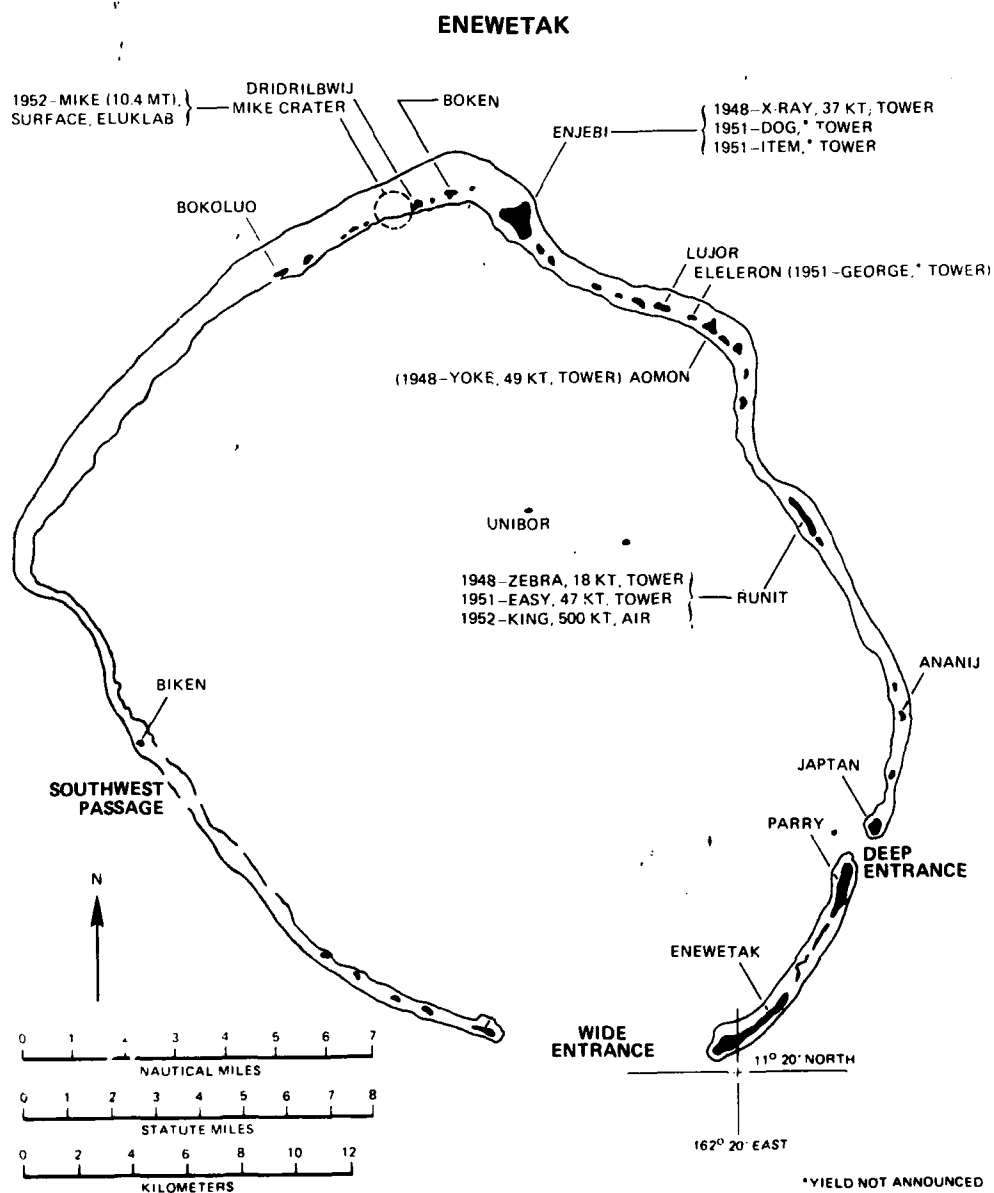 ENEWETAK
1952–MIKE (10.4 MT),
SURFACE, ELUKLAB
DRIDRILBWIJ
MIKE CRATER
BOKEN
ENJEBI
1948–X-RAY, 37 KT, TOWER
1951–DOG,* TOWER
1951–ITEM,* TOWER
BOKOLUO
LUJOR
ELELERON (1951–GEORGE,* TOWER)
(1948–YOKE, 49 KT, TOWER) AOMON
UNIBOR
1948–ZEBRA, 18 KT, TOWER
1951–EASY, 47 KT, TOWER
1952–KING, 500 KT, AIR
RUNIT
ANANIJ
BIKEN
SOUTHWEST
PASSAGE
JAPTAN
PARRY
DEEP
ENTRANCE
N
ENEWETAK
WIDE
ENTRANCE
11° 20' NORTH
162° 20' EAST
0 1 2 3 4 5 6 7
NAUTICAL MILES
0 1 2 3 4 5 6 7 8
STATUTE MILES
0 2 4 6 8 10 12
KILOMETERS
*YIELD NOT ANNOUNCED